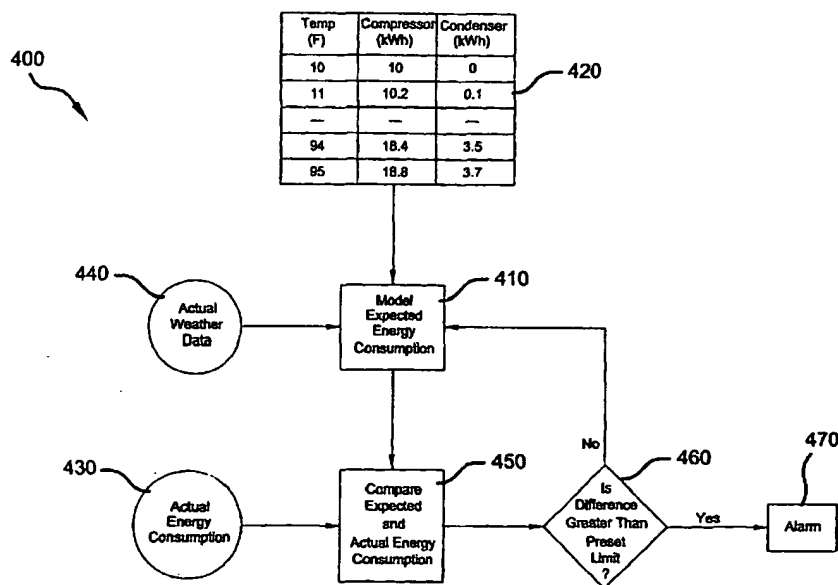 400
Temp Compressor Condenser
(F) (kWh) (kWh)
10 10 0
11 10.2 0.1
— — —
94 18.4 3.5
95 18.8 3.7
420
440
Actual
Weather
Data
410
Model
Expected
Energy
Consumption
430
Actual
Energy
Consumption
450
Compare
Expected
and
Actual Energy
Consumption
No
460
Is
Difference
Greater Than
Preset
Limit
?
Yes
470
Alarm